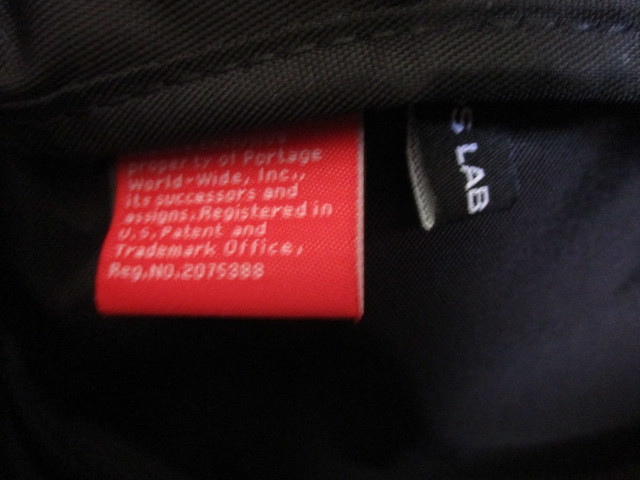 property of Portage
World-Wide, Inc.,
its successors and
assigns. Registered in
U.S. Patent and
Trademark Office,
Reg.NO.2075388
S LAB